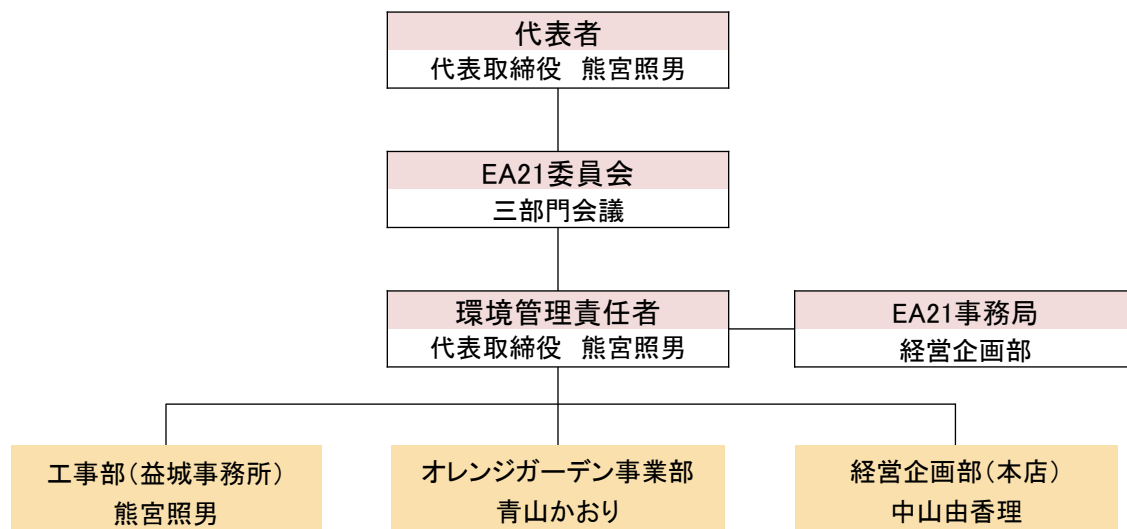 代表者
代表取締役　熊宮照男
EA21委員会
三部門会議
環境管理責任者
代表取締役　熊宮照男
EA21事務局
経営企画部
工事部(益城事務所)
熊宮照男
オレンジガーデン事業部
青山かおり
経営企画部(本店)
中山由香理